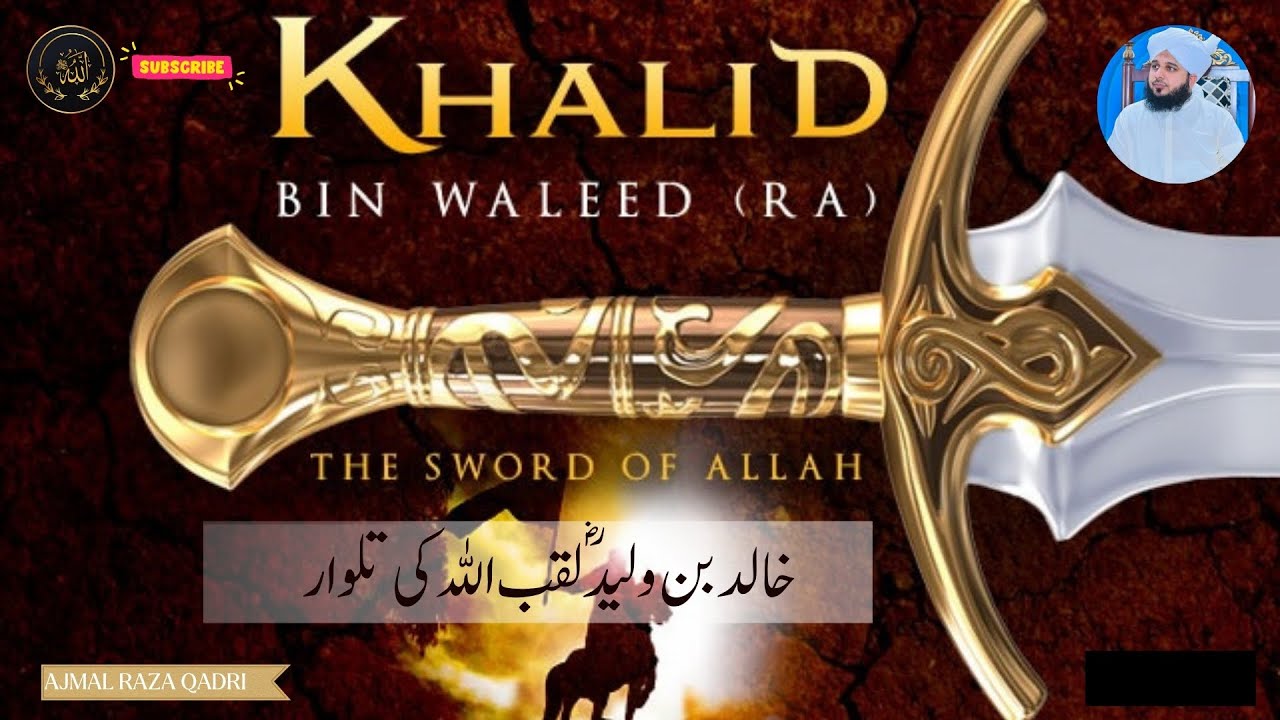 اللہ
SUBSCRIBE
KHALID
BIN WALEED (RA)
THE SWORD OF ALLAH
خالد بن ولیدؓ لقب اللہ کی تلوار
AJMAL RAZA QADRI